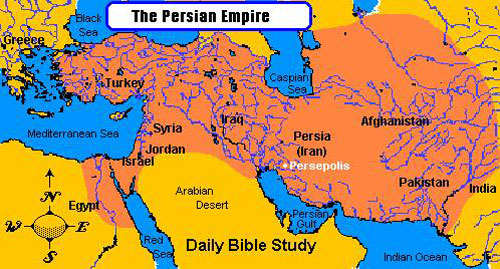 The Persian Empire
Black
Sea
Greece
Caspian
Sea
Turkey
Mediterranean Sea
Syria
Iraq
Afghanistan
Persia
(Iran)
Jordan
Israel
Persepolis
Pakistan
India
Egypt
Arabian
Desert
Persian
Gulf
N
W
E
S
Red
Sea
Daily Bible Study
Indian Ocean